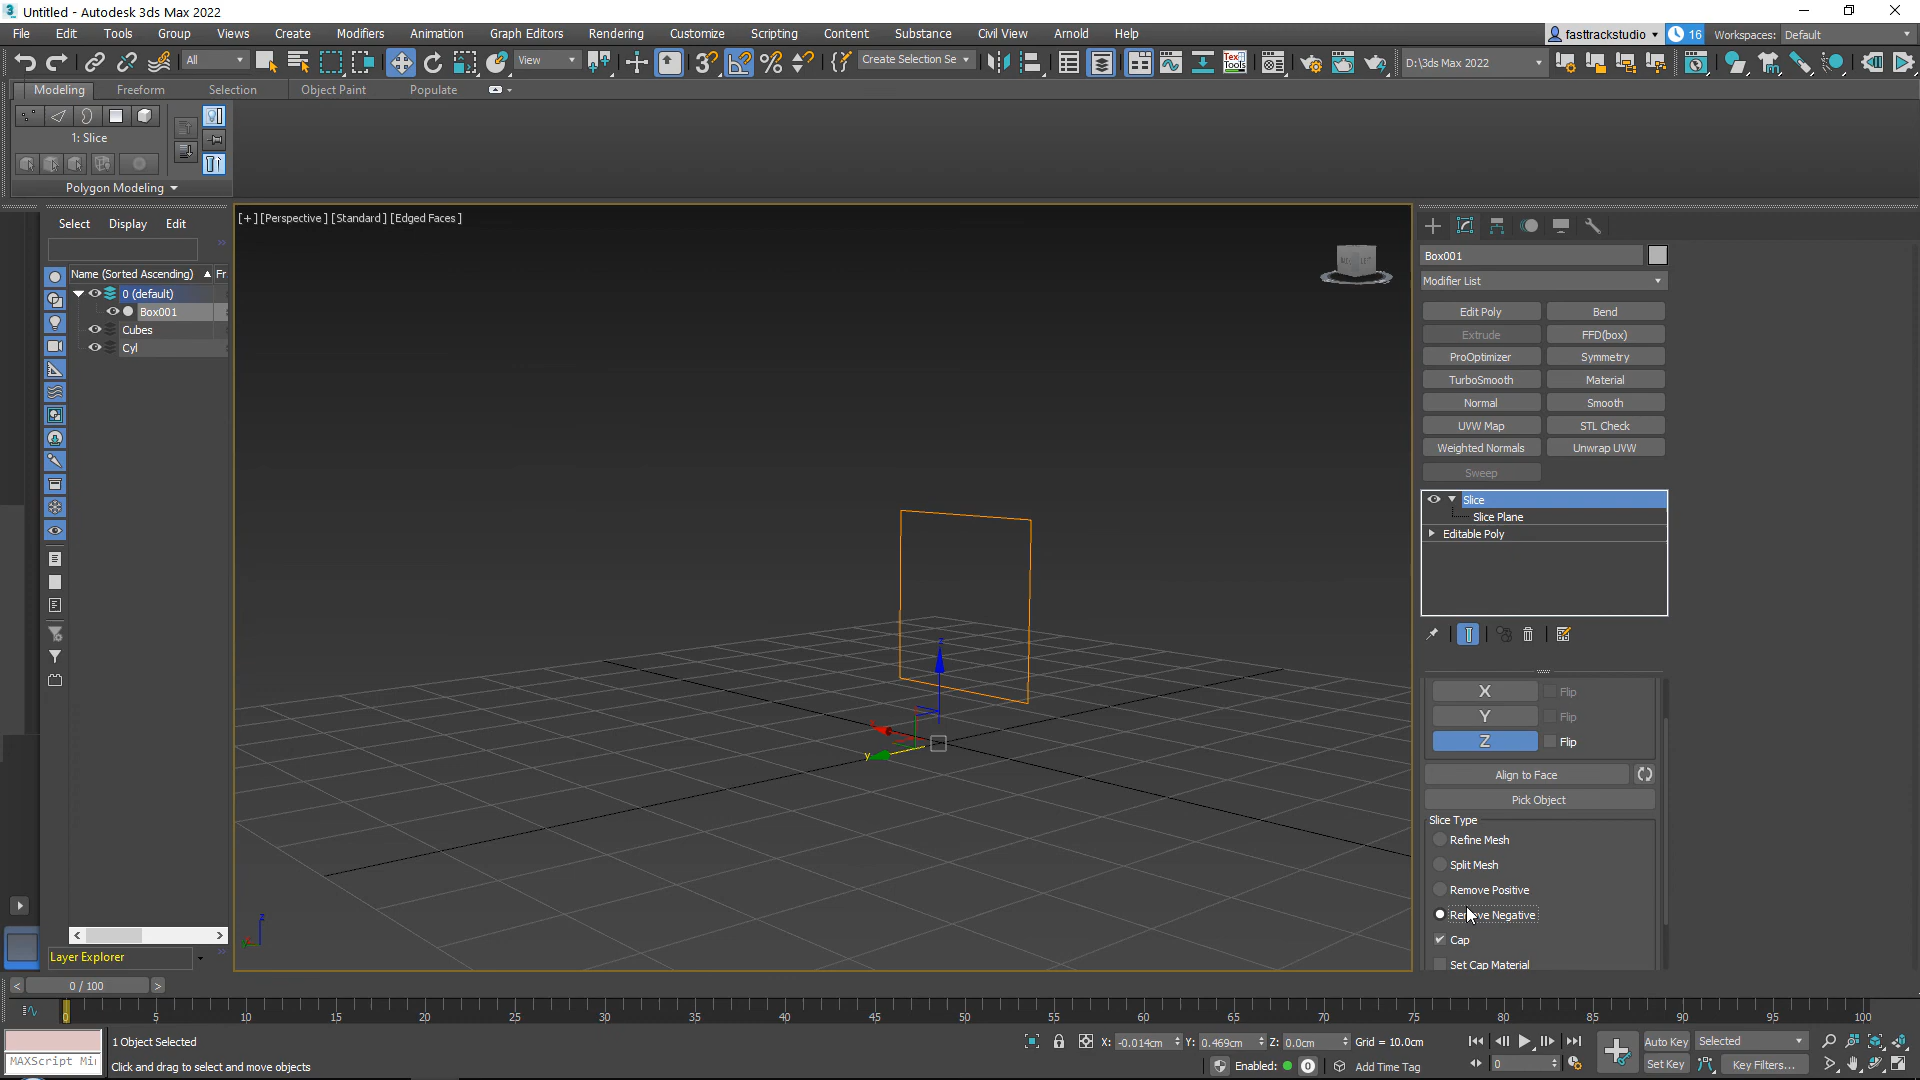 Untitled - Autodesk 3ds Max 2022
File Edit Tools Group Views Create Modifiers Animation Graph Editors Rendering Customize Scripting Content Substance Civil View Arnold Help
fasttrackstudio 16 Workspaces: Default
All View Create Selection Se D:\3ds Max 2022
Modeling Freeform Selection Object Paint Populate
1: Slice
Polygon Modeling
Select Display Edit
Name (Sorted Ascending) Fr
0 (default)
Box001
Cubes
Cyl
Layer Explorer
[+] [Perspective] [Standard] [Edged Faces]
z
y
z
Box001
Modifier List
Edit Poly Bend
Extrude FFD(box)
ProOptimizer Symmetry
TurboSmooth Material
Normal Smooth
UVW Map STL Check
Weighted Normals Unwrap UVW
Sweep
Slice
Slice Plane
Editable Poly
X Flip
Y Flip
Z Flip
Align to Face
Pick Object
Slice Type
Refine Mesh
Split Mesh
Remove Positive
Remove Negative
Cap
Set Cap Material
0 / 100
0 5 10 15 20 25 30 35 40 45 50 55 60 65 70 75 80 85 90 95 100
1 Object Selected X: -0.014cm Y: 0.469cm Z: 0.0cm Grid = 10.0cm Auto Key Selected
MAXScript Mi Click and drag to select and move objects Enabled: 0 Add Time Tag 0 Set Key Key Filters...